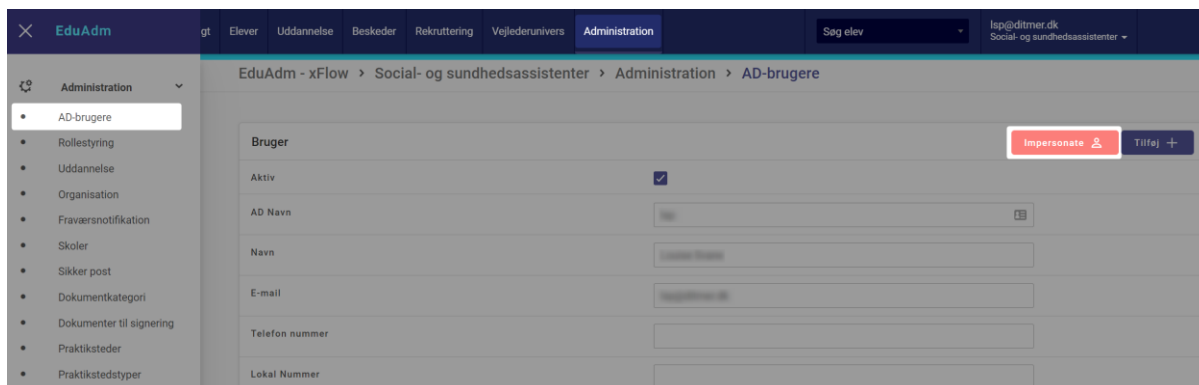 EduAdm
gt Elever Uddannelse Beskeder Rekruttering Vejlederunivers Administration
Søg elev
lsp@ditmer.dk
Social- og sundhedsassistenter
EduAdm - xFlow > Social- og sundhedsassistenter > Administration > AD-brugere
Administration
AD-brugere
Rollestyring
Uddannelse
Organisation
Fraværsnotifikation
Skoler
Sikker post
Dokumentkategori
Dokumenter til signering
Praktiksteder
Praktikstedstyper
Bruger
Impersonate
Tilføj
Aktiv
AD Navn
Navn
E-mail
Telefon nummer
Lokal Nummer